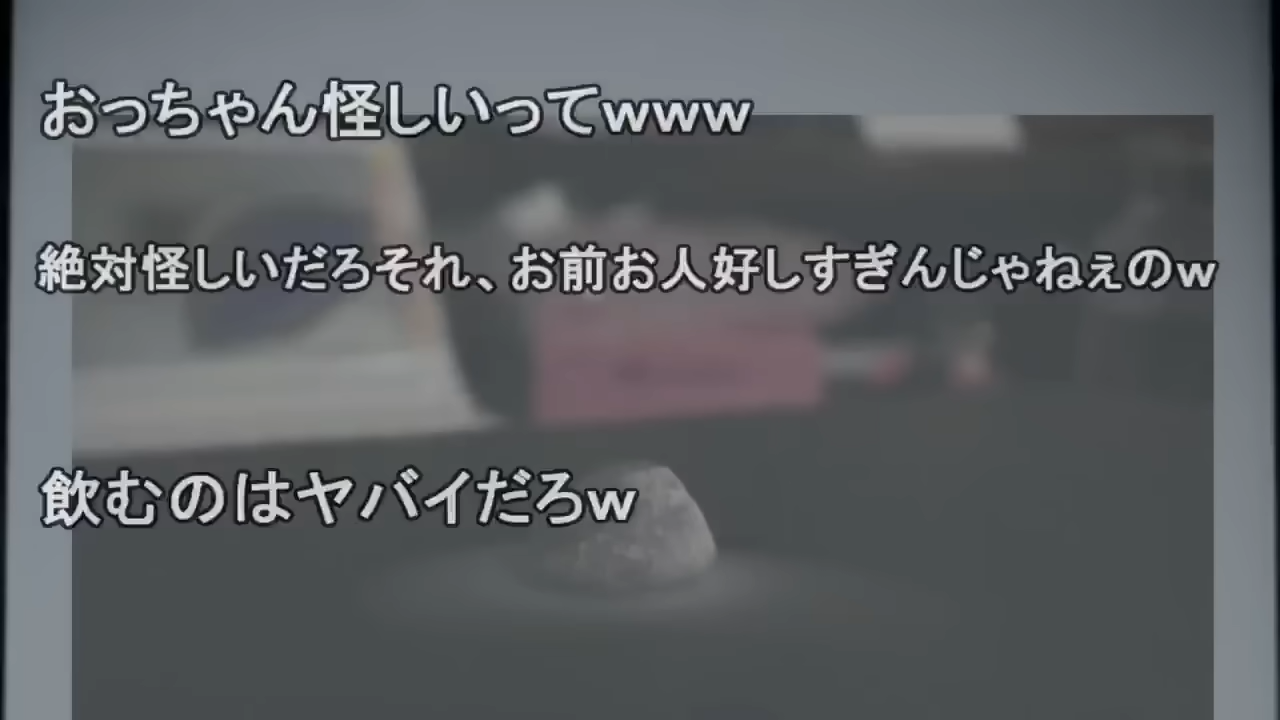 おっちゃん怪しいってwww
絶対怪しいだろそれ、お前お人好しすぎんじゃねぇのw
飲むのはヤバイだろw